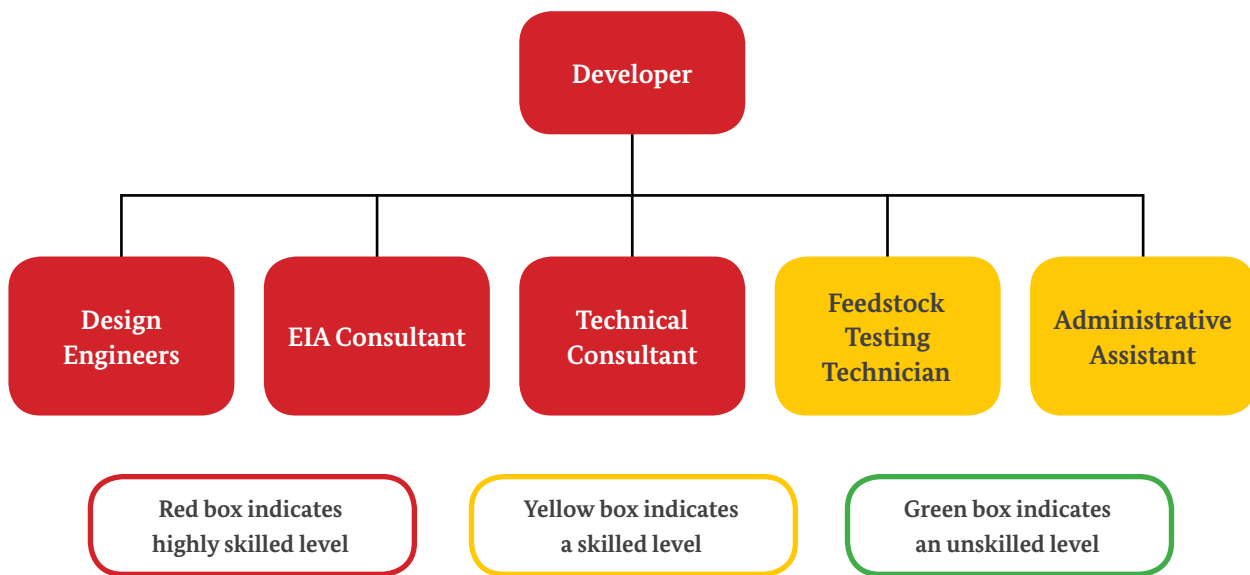 Developer
Design
Engineers
EIA Consultant
Technical
Consultant
Feedstock
Testing
Technician
Administrative
Assistant
Red box indicates
highly skilled level
Yellow box indicates
a skilled level
Green box indicates
an unskilled level